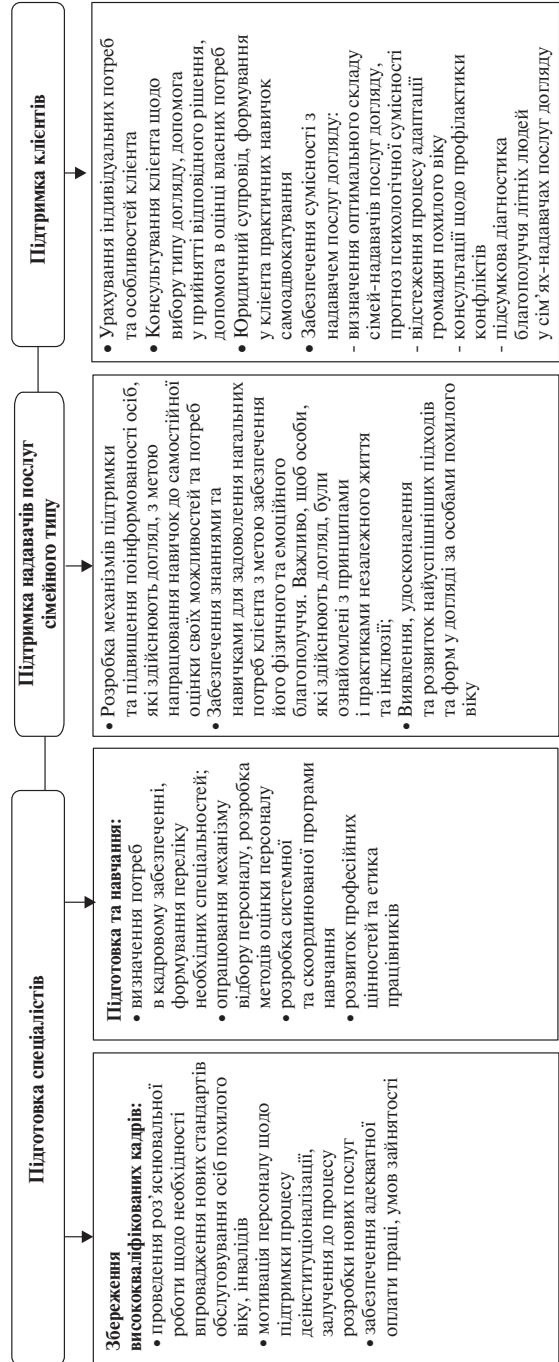 Підготовка спеціалістів
Збереження
висококваліфікованих кадрів:
• проведення роз’яснювальної
роботи щодо необхідності
впровадження нових стандартів
обслуговування осіб похилого
віку, інвалідів
• мотивація персоналу щодо
підтримки процесу
деінституціоналізації,
залучення до процесу
розробки нових послуг
• забезпечення адекватної
оплати праці, умов зайнятості
Підготовка та навчання:
• визначення потреб
в кадровому забезпеченні,
формування переліку
необхідних спеціальностей;
• опрацювання механізму
відбору персоналу, розробка
методів оцінки персоналу
• розробка системної
та скоординованої програми
навчання
• розвиток професійних
цінностей та етика
працівників
Підтримка надавачів послуг
сімейного типу
• Розробка механізмів підтримки
та підвищення поінформованості осіб,
які здійснюють догляд, з метою
напрацювання навичок до самостійної
оцінки своїх можливостей та потреб
• Забезпечення знаннями та
навичками для задоволення нагальних
потреб клієнта з метою забезпечення
його фізичного та емоційного
благополуччя. Важливо, щоб особи,
які здійснюють догляд, були
ознайомлені з принципами
і практиками незалежного життя
та інклюзії;
• Виявлення, удосконалення
та розвиток найуспішніших підходів
та форм у догляді за особами похилого
віку
Підтримка клієнтів
• Урахування індивідуальних потреб
та особливостей клієнта
• Консультування клієнта щодо
вибору типу догляду, допомога
у прийнятті відповідного рішення,
допомога в оцінці власних потреб
• Юридичний супровід, формування
у клієнта практичних навичок
самоадвокатування
• Забезпечення сумісності з
надавачем послуг догляду:
- визначення оптимального складу
сімей-надавачів послуг догляду,
прогноз психологічної сумісності
- відстеження процесу адаптації
громадян похилого віку
- консультації щодо профілактики
конфліктів
- підсумкова діагностика
благополуччя літніх людей
у сім’ях-надавачах послуг догляду